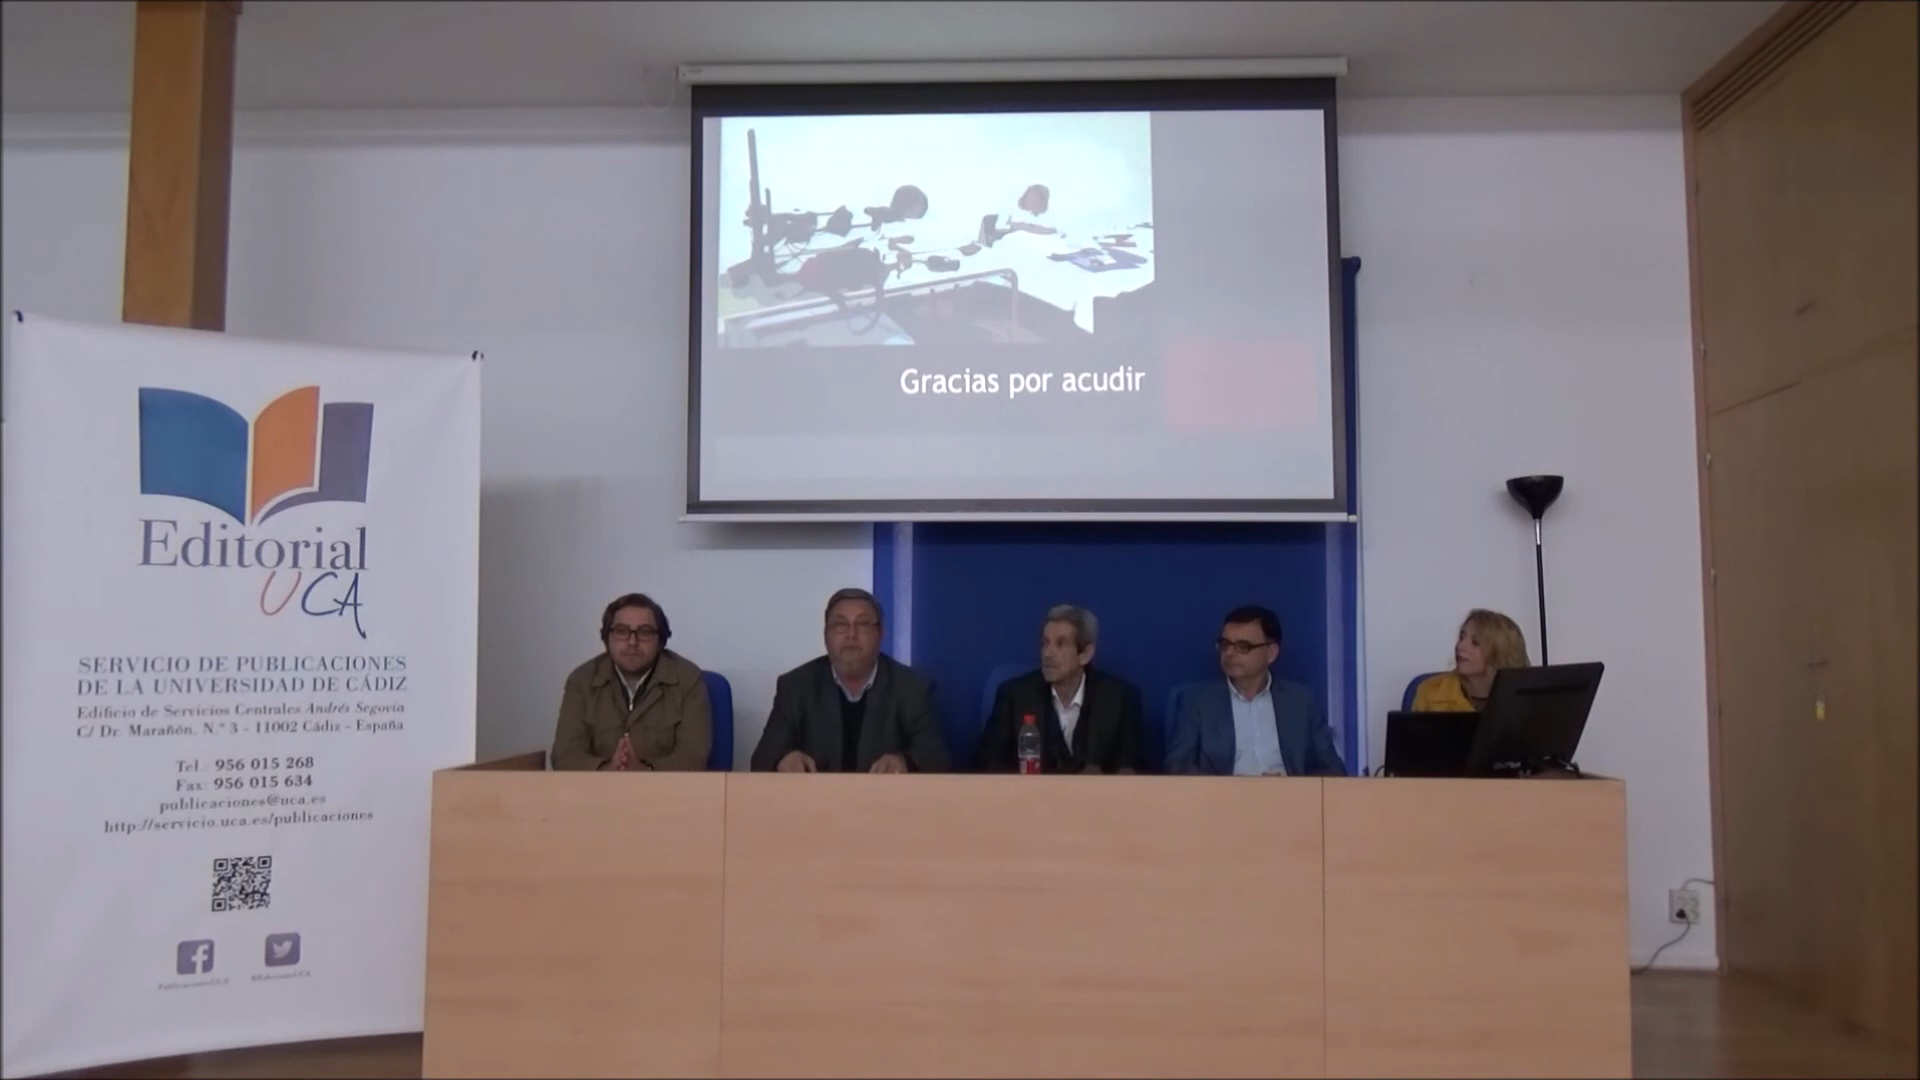 Gracias por acudir
Editorial
UCA
SERVICIO DE PUBLICACIONES
DE LA UNIVERSIDAD DE CÁDIZ
Edificio de Servicios Centrales Andrés Segovia
C/ Dr. Marañón, N.º 3 - 11002 Cádiz - España
Tel.: 956 015 268
Fax: 956 015 634
publicaciones@uca.es
http://servicio.uca.es/publicaciones